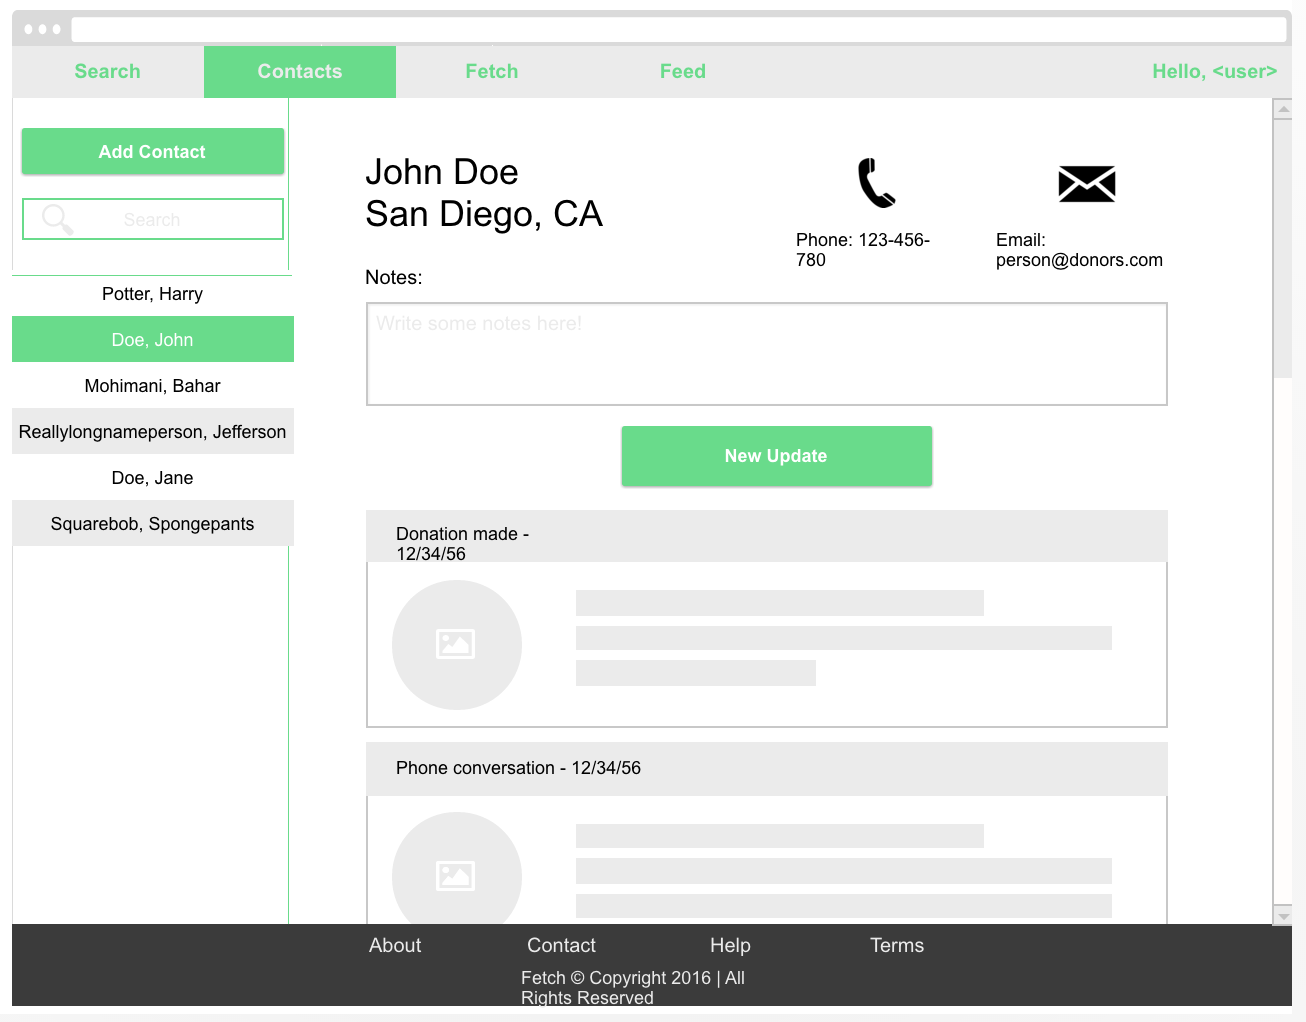 Search
Contacts
Fetch
Feed
Hello, <user>
Add Contact
Search
Potter, Harry
Doe, John
Mohimani, Bahar
Reallylongnameperson, Jefferson
Doe, Jane
Squarebob, Spongepants
John Doe
San Diego, CA
Phone: 123-456-
780
Email:
person@donors.com
Notes:
Write some notes here!
New Update
Donation made -
12/34/56
Phone conversation - 12/34/56
About
Contact
Help
Terms
Fetch © Copyright 2016 | All
Rights Reserved